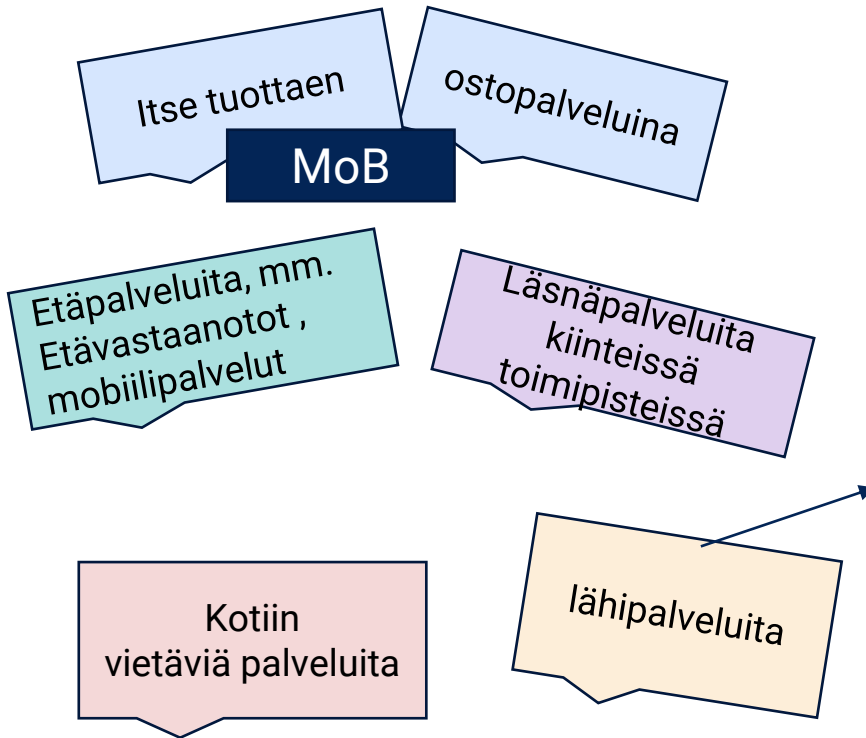 Itse tuottaen
ostopalveluina
MoB
Etäpalveluita, mm.
Etävastaanotot ,
mobiilipalvelut
Läsnäpalveluita
kiinteissä
toimipisteissä
Kotiin
vietäviä palveluita
lähipalveluita